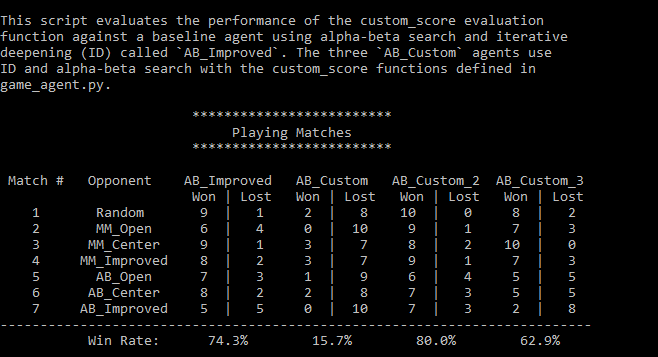 This script evaluates the performance of the custom_score evaluation
function against a baseline agent using alpha-beta search and iterative
deepening (ID) called `AB_Improved`. The three `AB_Custom` agents use
ID and alpha-beta search with the custom_score functions defined in
game_agent.py.
*************************
Playing Matches
*************************
Match # Opponent AB_Improved AB_Custom AB_Custom_2 AB_Custom_3
Won | Lost Won | Lost Won | Lost Won | Lost
1 Random 9 | 1 2 | 8 10 | 0 8 | 2
2 MM_Open 6 | 4 0 | 10 9 | 1 7 | 3
3 MM_Center 9 | 1 3 | 7 8 | 2 10 | 0
4 MM_Improved 8 | 2 3 | 7 9 | 1 7 | 3
5 AB_Open 7 | 3 1 | 9 6 | 4 5 | 5
6 AB_Center 8 | 2 2 | 8 7 | 3 5 | 5
7 AB_Improved 5 | 5 0 | 10 7 | 3 2 | 8
--------------------------------------------------------------------------
Win Rate: 74.3% 15.7% 80.0% 62.9%